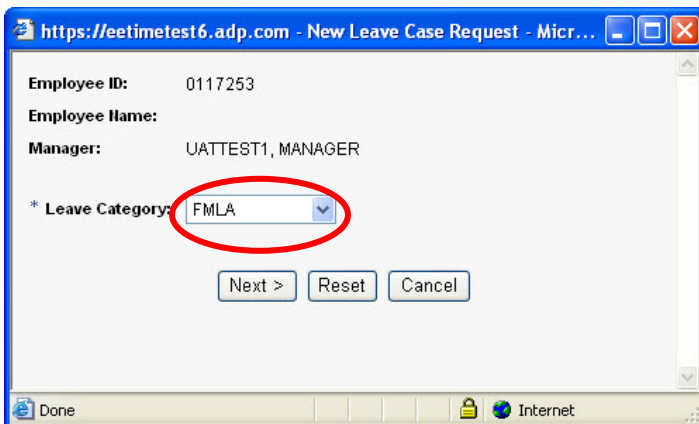 https://eetimetest6.adp.com - New Leave Case Request - Micr...
Employee ID: 0117253
Employee Name:
Manager: UATTEST1, MANAGER
* Leave Category: FMLA
Next > Reset Cancel
Done Internet